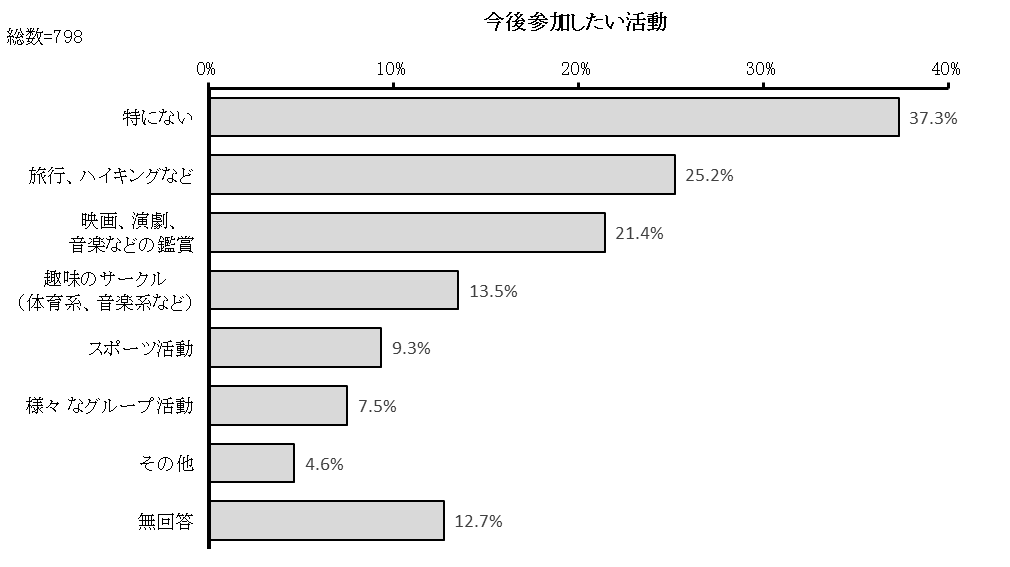 今後参加したい活動
総数=798
0% 10% 20% 30% 40%
特にない 37.3%
旅行、ハイキングなど 25.2%
映画、演劇、
音楽などの鑑賞 21.4%
趣味のサークル
（体育系、音楽系など） 13.5%
スポーツ活動 9.3%
様々なグループ活動 7.5%
その他 4.6%
無回答 12.7%